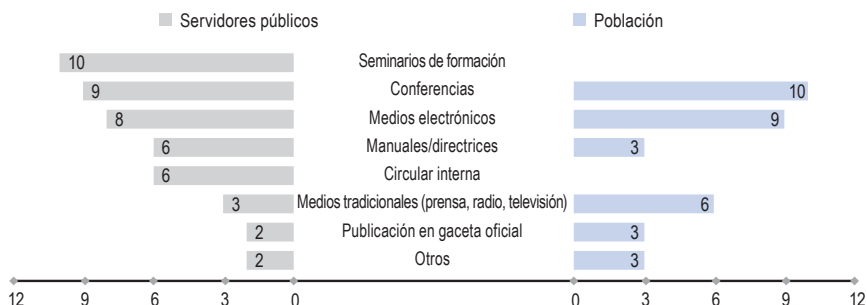 Servidores públicos Población
10 Seminarios de formación
9 Conferencias 10
8 Medios electrónicos 9
6 Manuales/directrices 3
6 Circular interna
3 Medios tradicionales (prensa, radio, televisión) 6
2 Publicación en gaceta oficial 3
2 Otros 3
12 9 6 3 0 0 3 6 9 12